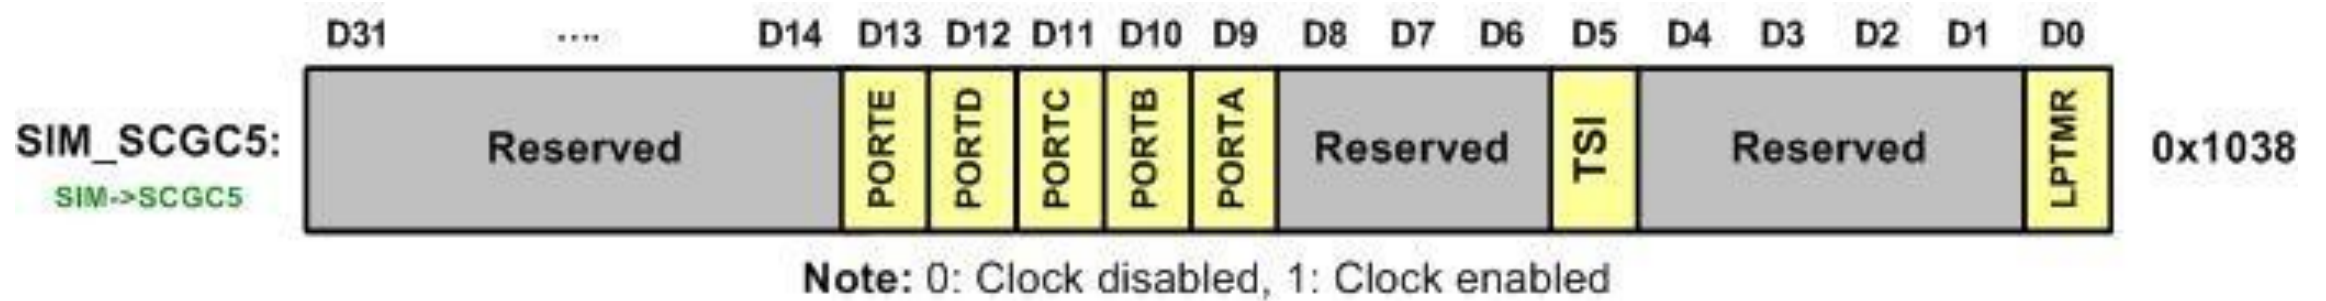 D31 .... D14 D13 D12 D11 D10 D9 D8 D7 D6 D5 D4 D3 D2 D1 D0
SIM_SCGC5: Reserved PORTE PORTD PORTC PORTB PORTA Reserved TSI Reserved LPTMR 0x1038
SIM->SCGC5
Note: 0: Clock disabled, 1: Clock enabled